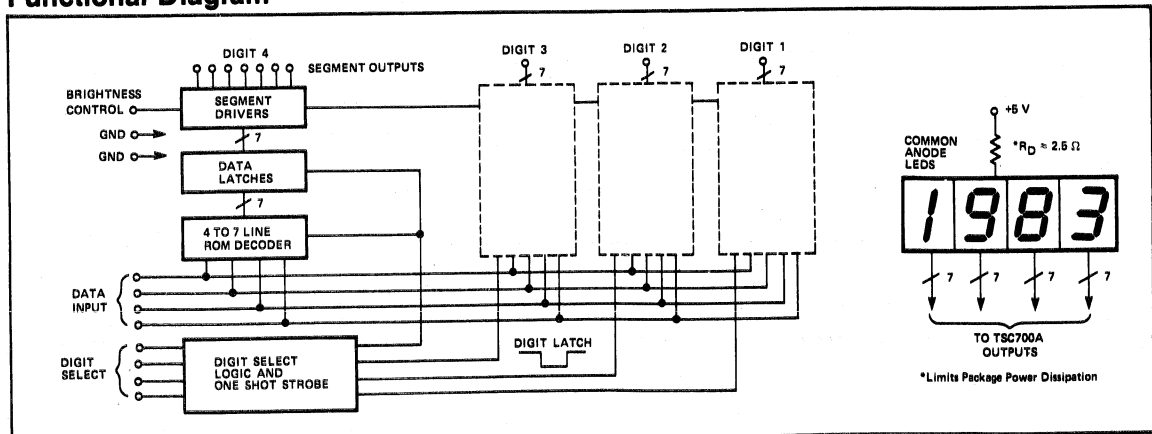 Functional Diagram
DIGIT 4
SEGMENT OUTPUTS
BRIGHTNESS
CONTROL
SEGMENT
DRIVERS
GND
GND
7
DATA
LATCHES
7
4 TO 7 LINE
ROM DECODER
DATA
INPUT
DIGIT
SELECT
DIGIT SELECT
LOGIC AND
ONE SHOT STROBE
DIGIT LATCH
DIGIT 3
7
DIGIT 2
7
DIGIT 1
7
+5 V
*RD ≈ 2.5 Ω
COMMON
ANODE
LEDS
1983
7 7 7 7
TO TSC700A
OUTPUTS
*Limits Package Power Dissipation